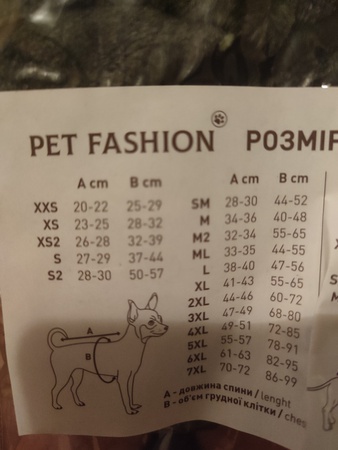 PET FASHION® РОЗМІР
A cm B cm
XXS 20-22 25-29
XS 23-25 28-32
XS2 26-28 32-39
S 27-29 37-44
S2 28-30 50-57
A cm B cm
SM 28-30 44-52
M 34-36 40-48
M2 32-34 55-65
ML 33-35 44-55
L 38-40 47-56
XL 41-43 55-65
2XL 44-46 60-72
3XL 47-49 68-80
4XL 49-51 72-85
5XL 55-57 78-91
6XL 61-63 82-95
7XL 70-72 86-99
A
B
A - довжина спини / lenght
B - об'єм грудної клітки / ches